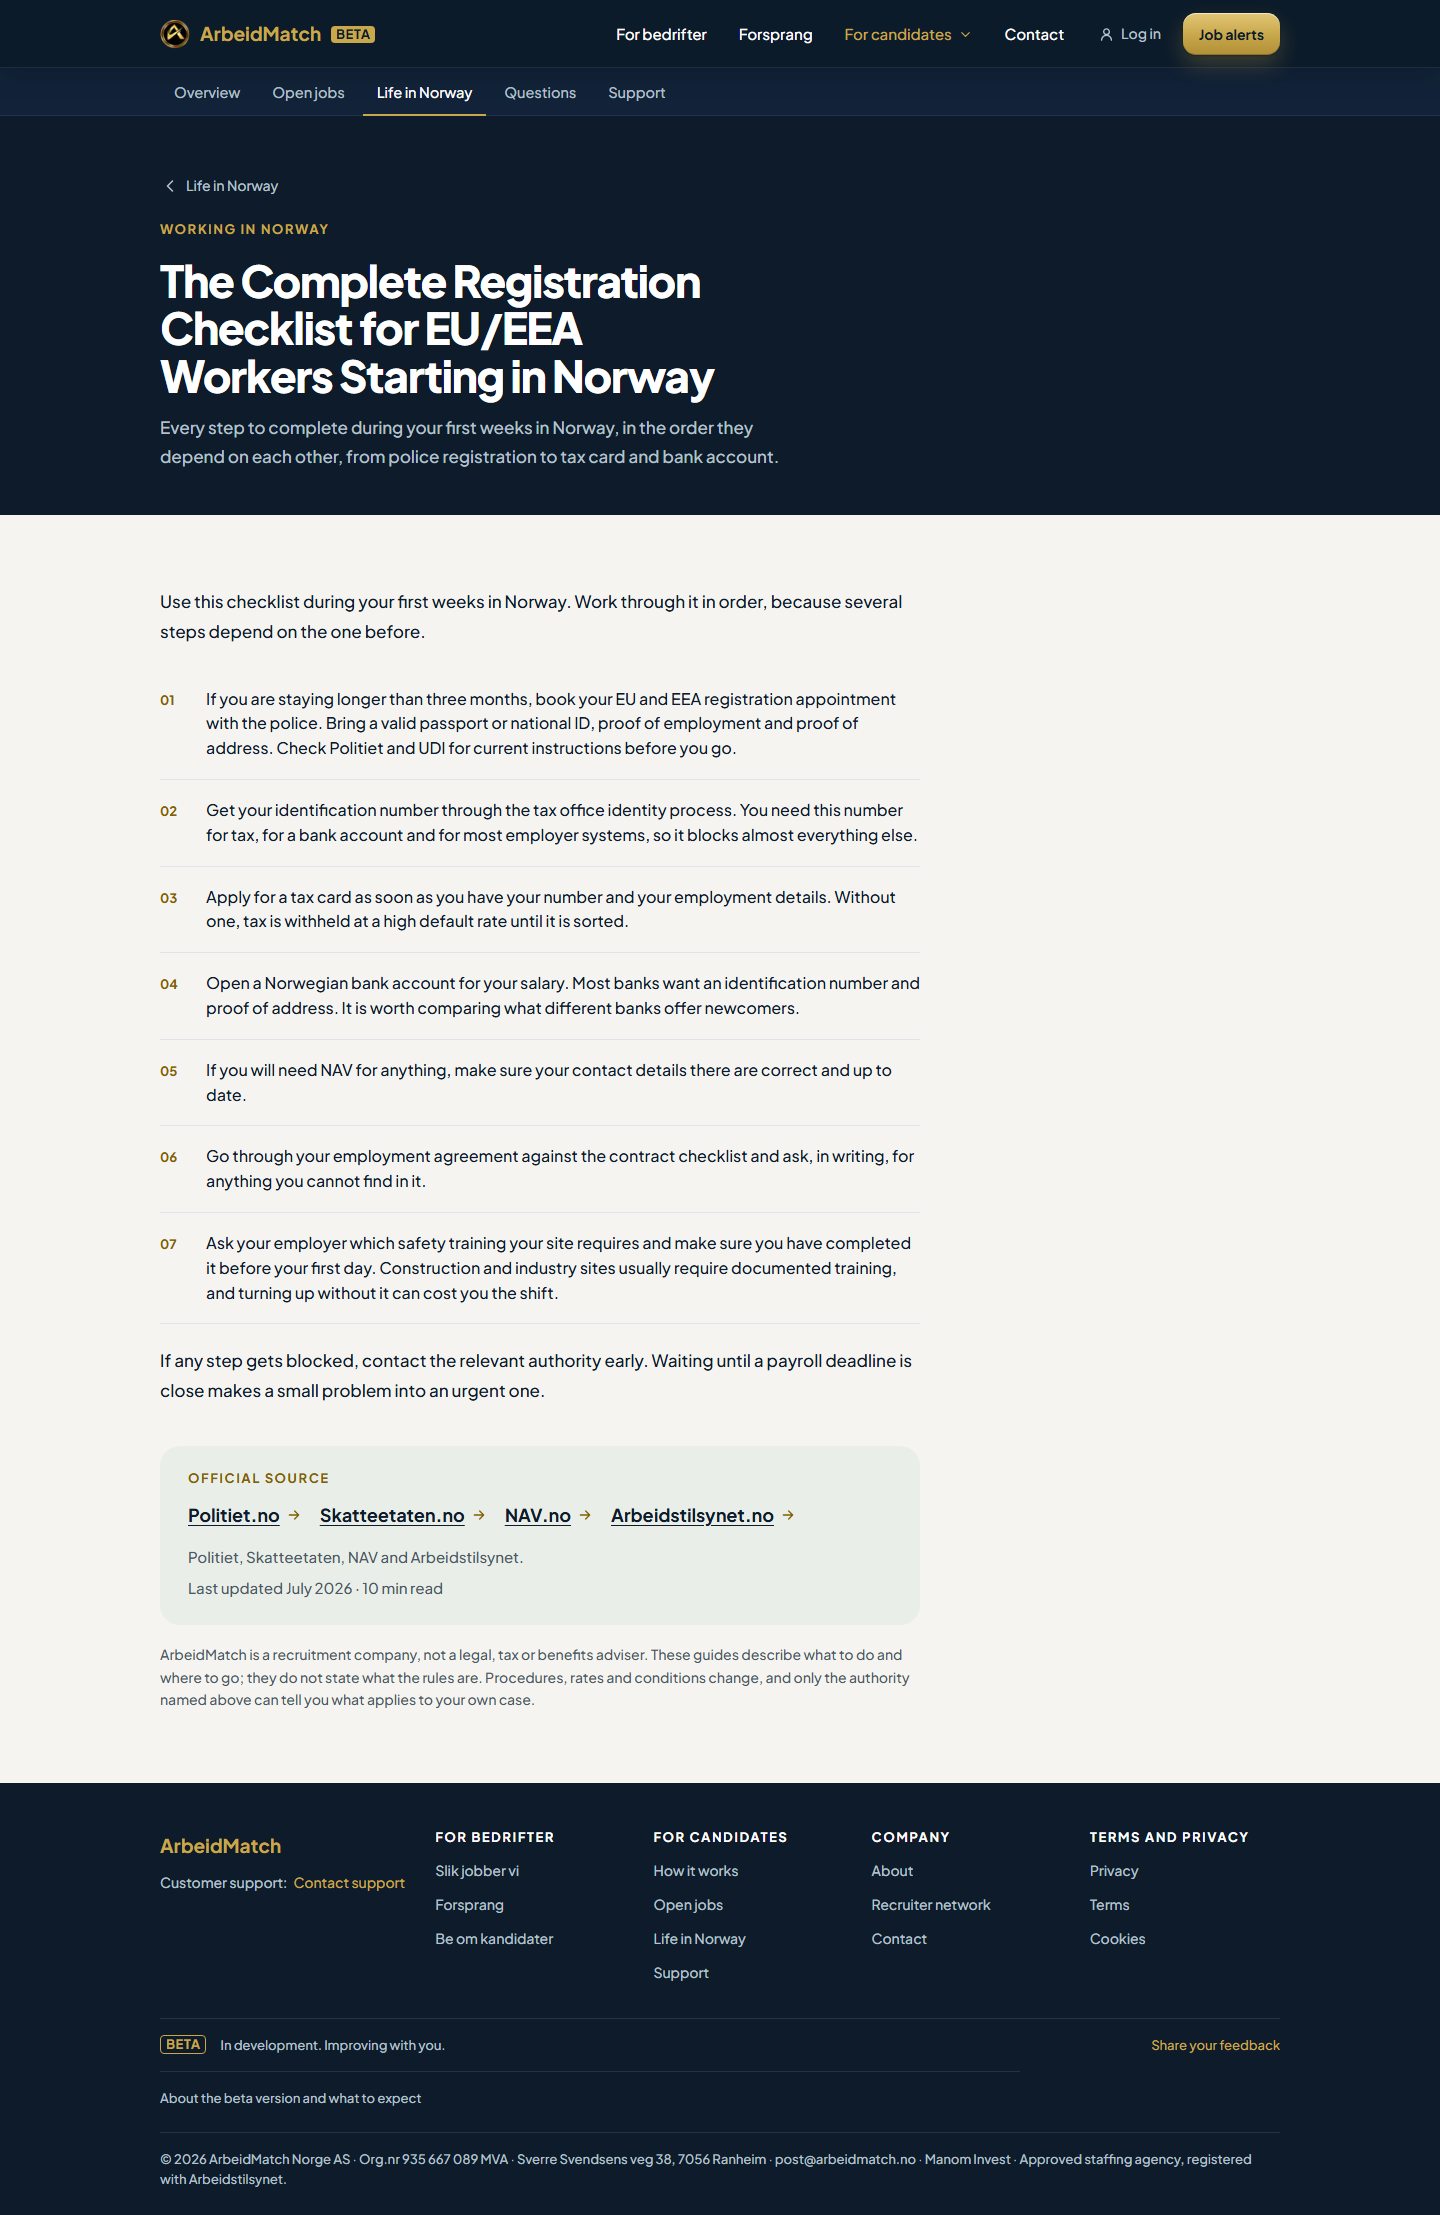 ArbeidMatch BETA
For bedrifter Forsprang For candidates Contact Log in Job alerts
Overview Open jobs Life in Norway Questions Support
Life in Norway
WORKING IN NORWAY
The Complete Registration
Checklist for EU/EEA
Workers Starting in Norway
Every step to complete during your first weeks in Norway, in the order they
depend on each other, from police registration to tax card and bank account.
Use this checklist during your first weeks in Norway. Work through it in order, because several
steps depend on the one before.
01 If you are staying longer than three months, book your EU and EEA registration appointment
with the police. Bring a valid passport or national ID, proof of employment and proof of
address. Check Politiet and UDI for current instructions before you go.
02 Get your identification number through the tax office identity process. You need this number
for tax, for a bank account and for most employer systems, so it blocks almost everything else.
03 Apply for a tax card as soon as you have your number and your employment details. Without
one, tax is withheld at a high default rate until it is sorted.
04 Open a Norwegian bank account for your salary. Most banks want an identification number and
proof of address. It is worth comparing what different banks offer newcomers.
05 If you will need NAV for anything, make sure your contact details there are correct and up to
date.
06 Go through your employment agreement against the contract checklist and ask, in writing, for
anything you cannot find in it.
07 Ask your employer which safety training your site requires and make sure you have completed
it before your first day. Construction and industry sites usually require documented training,
and turning up without it can cost you the shift.
If any step gets blocked, contact the relevant authority early. Waiting until a payroll deadline is
close makes a small problem into an urgent one.
OFFICIAL SOURCE
Politiet.no → Skatteetaten.no → NAV.no → Arbeidstilsynet.no →
Politiet, Skatteetaten, NAV and Arbeidstilsynet.
Last updated July 2026 · 10 min read
ArbeidMatch is a recruitment company, not a legal, tax or benefits adviser. These guides describe what to do and
where to go; they do not state what the rules are. Procedures, rates and conditions change, and only the authority
named above can tell you what applies to your own case.
ArbeidMatch
Customer support: Contact support
FOR BEDRIFTER
Slik jobber vi
Forsprang
Be om kandidater
FOR CANDIDATES
How it works
Open jobs
Life in Norway
Support
COMPANY
About
Recruiter network
Contact
TERMS AND PRIVACY
Privacy
Terms
Cookies
BETA In development. Improving with you. Share your feedback
About the beta version and what to expect
© 2026 ArbeidMatch Norge AS · Org.nr 935 667 089 MVA · Sverre Svendsens veg 38, 7056 Ranheim · post@arbeidmatch.no · Manom Invest · Approved staffing agency, registered
with Arbeidstilsynet.